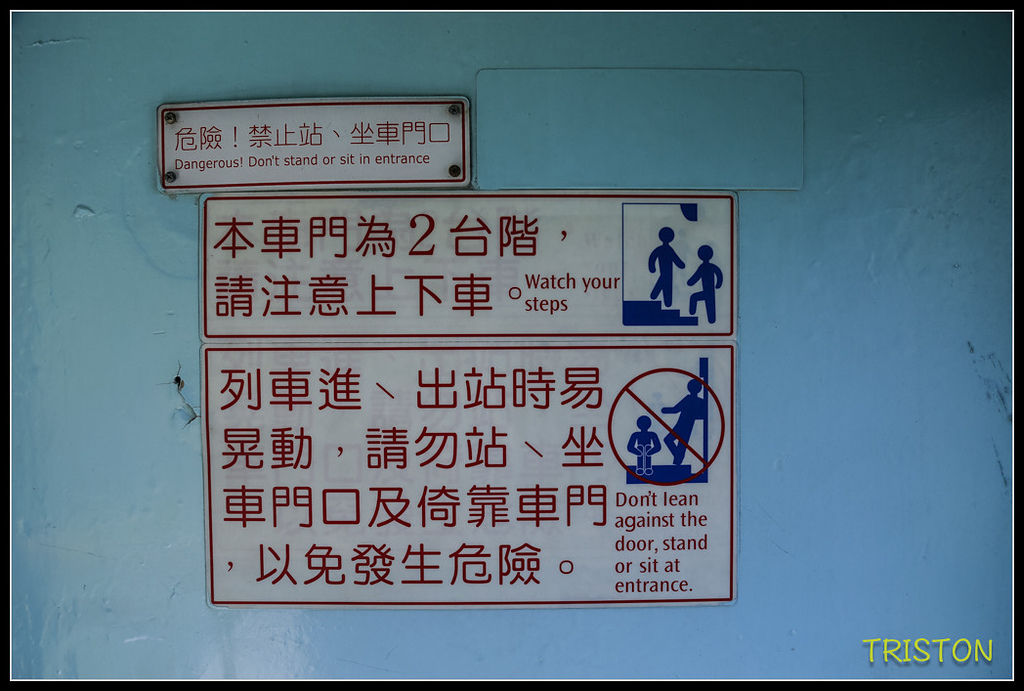 危險！禁止站、坐車門口
Dangerous! Don't stand or sit in entrance
本車門為2台階，
請注意上下車。
Watch your
steps
列車進、出站時易
晃動，請勿站、坐
車門口及倚靠車門
，以免發生危險。
Don't lean
against the
door, stand
or sit at
entrance.
TRISTON